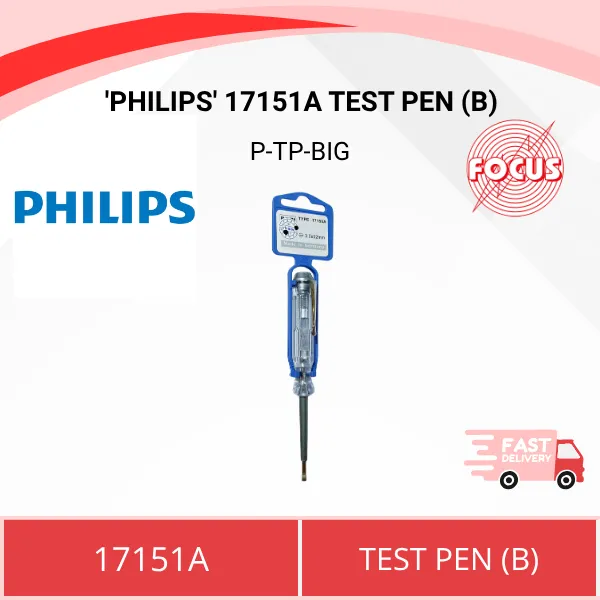 'PHILIPS' 17151A TEST PEN (B)
P-TP-BIG
PHILIPS
FOCUS
FAST
DELIVERY
17151A
TEST PEN (B)